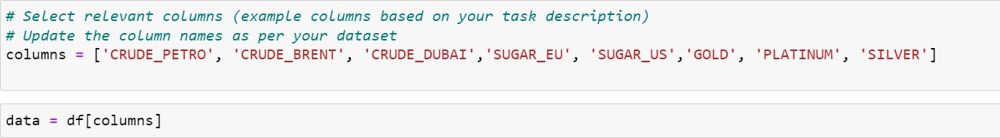 # Select relevant columns (example columns based on your task description)
# Update the column names as per your dataset
columns = ['CRUDE_PETRO', 'CRUDE_BRENT', 'CRUDE_DUBAI','SUGAR_EU', 'SUGAR_US','GOLD', 'PLATINUM', 'SILVER']
data = df[columns]